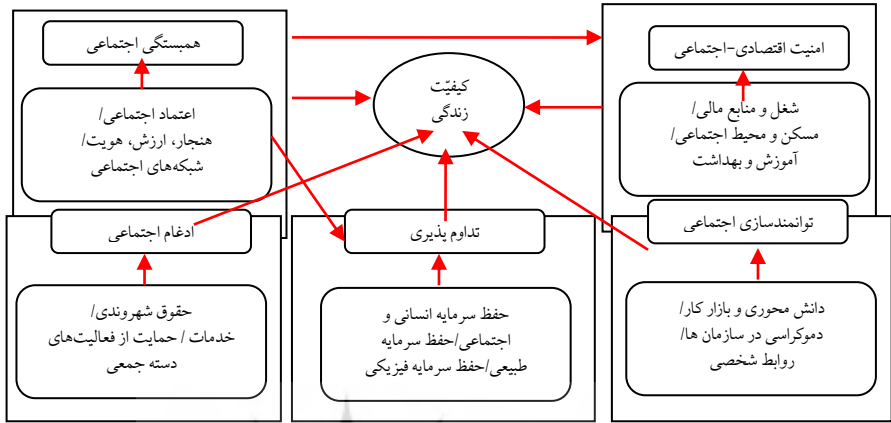 همبستگی اجتماعی
اعتماد اجتماعی/
هنجار، ارزش، هویت/
شبکه‌های اجتماعی
کیفیّت
زندگی
امنیت اقتصادی-اجتماعی
شغل و منابع مالی/
مسکن و محیط اجتماعی/
آموزش و بهداشت
ادغام اجتماعی
حقوق شهروندی/
خدمات / حمایت از فعالیت‌های
دسته جمعی
تداوم پذیری
حفظ سرمایه انسانی و
اجتماعی/حفظ سرمایه
طبیعی/حفظ سرمایه فیزیکی
توانمندسازی اجتماعی
دانش محوری و بازار کار/
دموکراسی در سازمان ها/
روابط شخصی